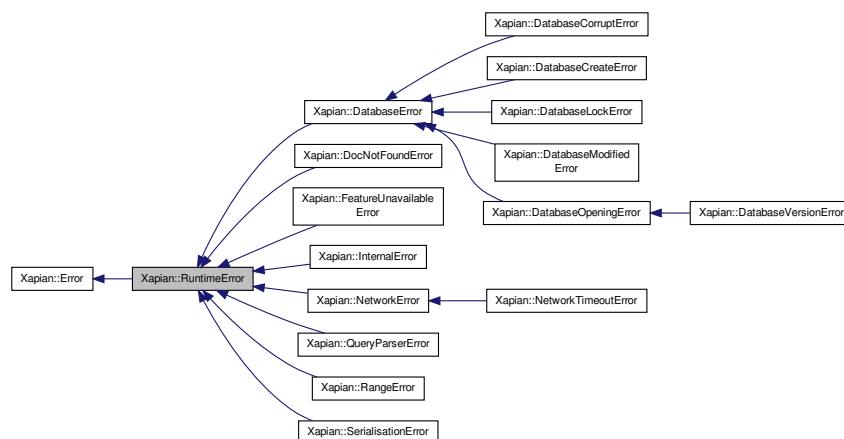 Xapian::DatabaseCorruptError
Xapian::DatabaseCreateError
Xapian::DatabaseError
Xapian::DatabaseLockError
Xapian::DatabaseModified
Error
Xapian::DocNotFoundError
Xapian::FeatureUnavailable
Error
Xapian::DatabaseOpeningError
Xapian::DatabaseVersionError
Xapian::InternalError
Xapian::Error
Xapian::RuntimeError
Xapian::NetworkError
Xapian::NetworkTimeoutError
Xapian::QueryParserError
Xapian::RangeError
Xapian::SerialisationError